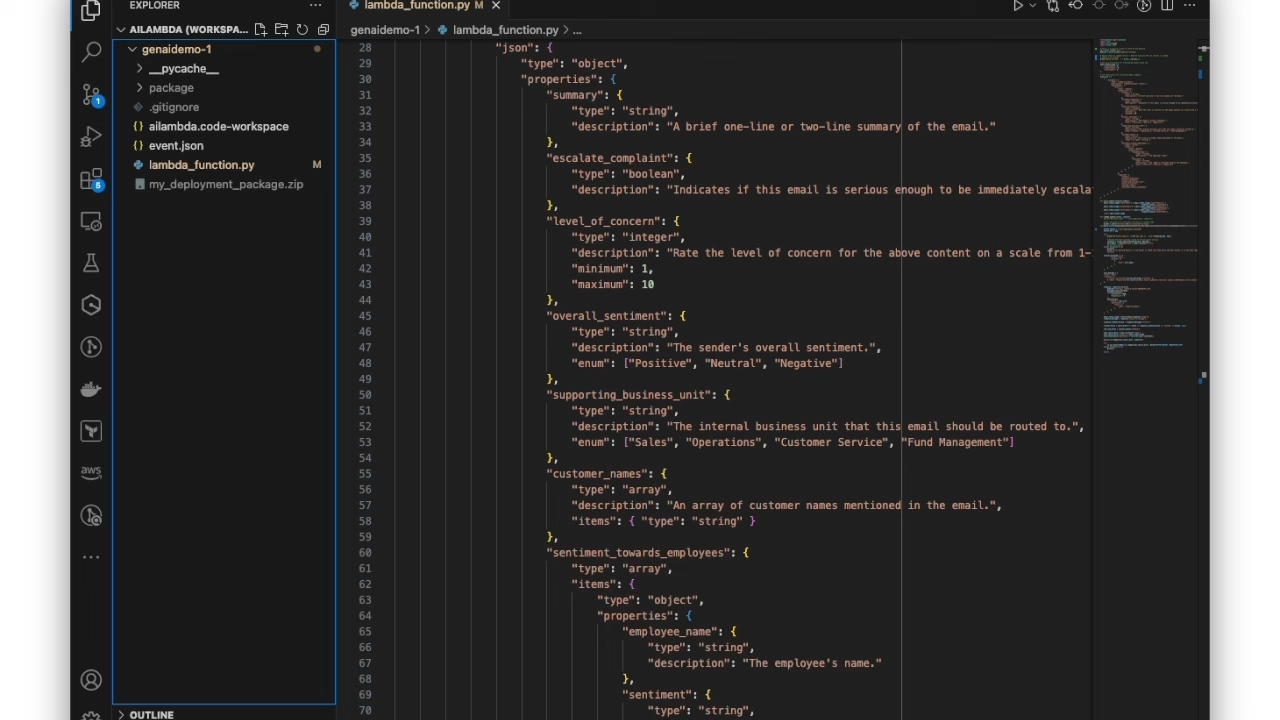 EXPLORER
AILAMBDA (WORKSPA...
genaidemo-1
__pycache__
package
.gitignore
ailambda.code-workspace
event.json
lambda_function.py M
my_deployment_package.zip
OUTLINE
1
5
aws
lambda_function.py M
genaidemo-1 > lambda_function.py > ...
28 "json": {
29 "type": "object",
30 "properties": {
31 "summary": {
32 "type": "string",
33 "description": "A brief one-line or two-line summary of the email."
34 },
35 "escalate_complaint": {
36 "type": "boolean",
37 "description": "Indicates if this email is serious enough to be immediately escala
38 },
39 "level_of_concern": {
40 "type": "integer",
41 "description": "Rate the level of concern for the above content on a scale from 1-
42 "minimum": 1,
43 "maximum": 10
44 },
45 "overall_sentiment": {
46 "type": "string",
47 "description": "The sender's overall sentiment.",
48 "enum": ["Positive", "Neutral", "Negative"]
49 },
50 "supporting_business_unit": {
51 "type": "string",
52 "description": "The internal business unit that this email should be routed to.",
53 "enum": ["Sales", "Operations", "Customer Service", "Fund Management"]
54 },
55 "customer_names": {
56 "type": "array",
57 "description": "An array of customer names mentioned in the email.",
58 "items": { "type": "string" }
59 },
60 "sentiment_towards_employees": {
61 "type": "array",
62 "items": {
63 "type": "object",
64 "properties": {
65 "employee_name": {
66 "type": "string",
67 "description": "The employee's name."
68 },
69 "sentiment": {
70 "type": "string",